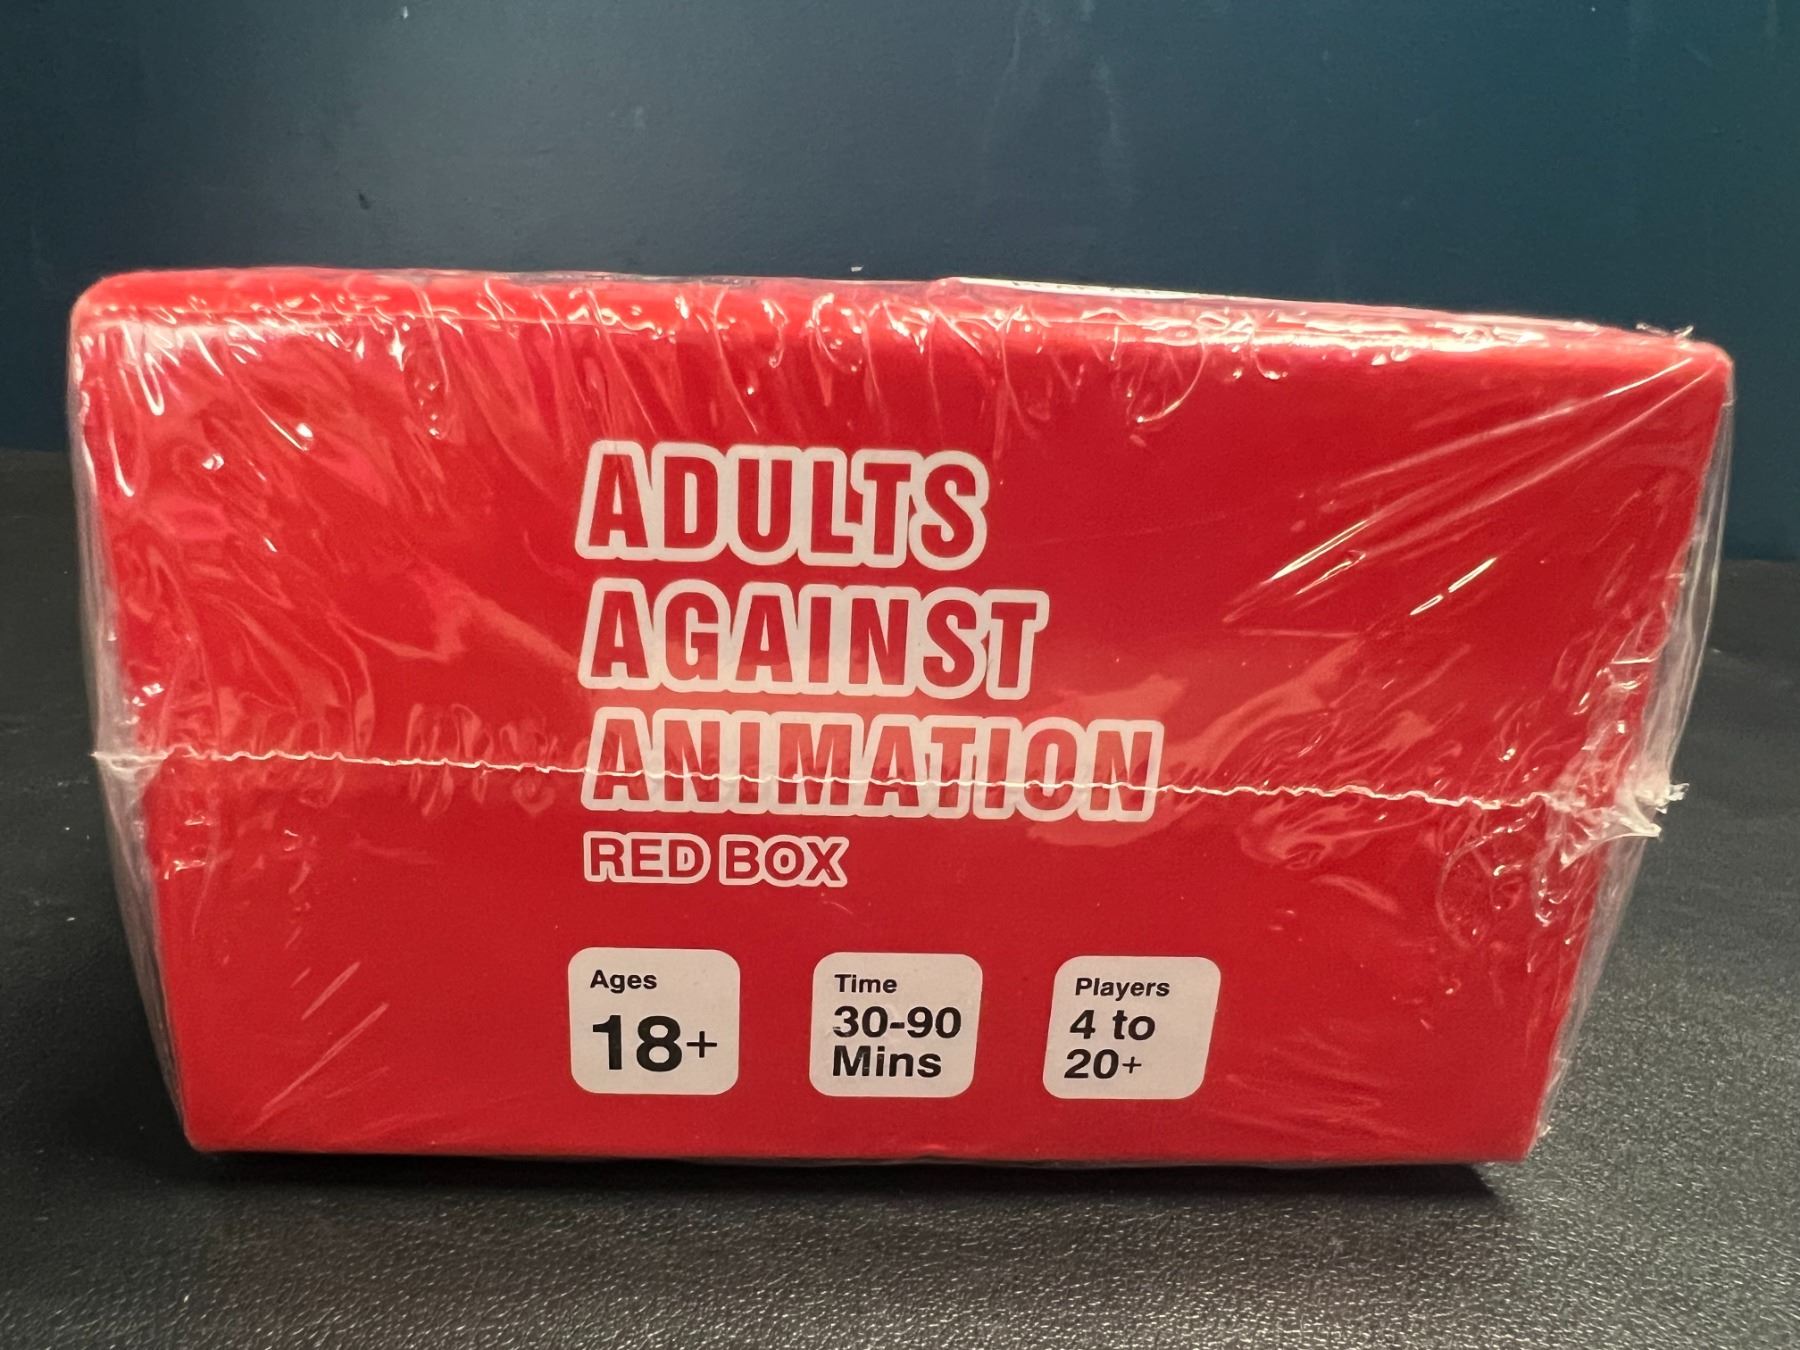 ADULTS
AGAINST
ANIMATION
RED BOX
Ages
18+
Time
30-90
Mins
Players
4 to
20+